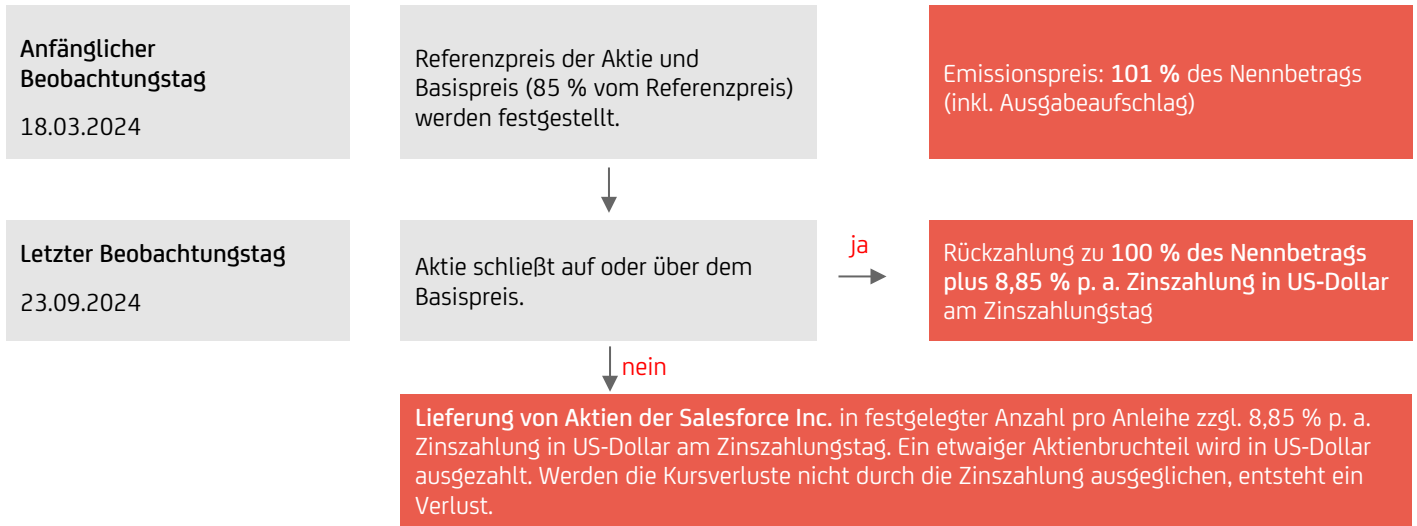 Anfänglicher
Beobachtungstag
18.03.2024
Referenzpreis der Aktie und
Basispreis (85 % vom Referenzpreis)
werden festgestellt.
Emissionspreis: 101 % des Nennbetrags
(inkl. Ausgabeaufschlag)
Letzter Beobachtungstag
23.09.2024
Aktie schließt auf oder über dem
Basispreis.
ja
Rückzahlung zu 100 % des Nennbetrags
plus 8,85 % p. a. Zinszahlung in US-Dollar
am Zinszahlungstag
nein
Lieferung von Aktien der Salesforce Inc. in festgelegter Anzahl pro Anleihe zzgl. 8,85 % p. a.
Zinszahlung in US-Dollar am Zinszahlungstag. Ein etwaiger Aktienbruchteil wird in US-Dollar
ausgezahlt. Werden die Kursverluste nicht durch die Zinszahlung ausgeglichen, entsteht ein
Verlust.